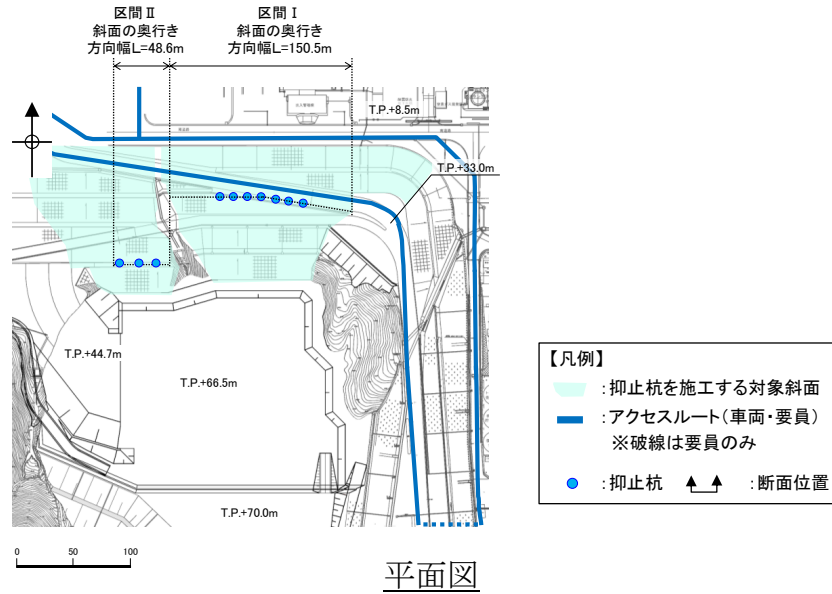 区間Ⅱ
斜面の奥行き
方向幅L=48.6m
区間Ⅰ
斜面の奥行き
方向幅L=150.5m
T.P.+8.5m
T.P.+33.0m
T.P.+44.7m
T.P.+66.5m
T.P.+70.0m
【凡例】
:抑止杭を施工する対象斜面
:アクセスルート(車両・要員)
※破線は要員のみ
:抑止杭
:断面位置
0 50 100
平面図